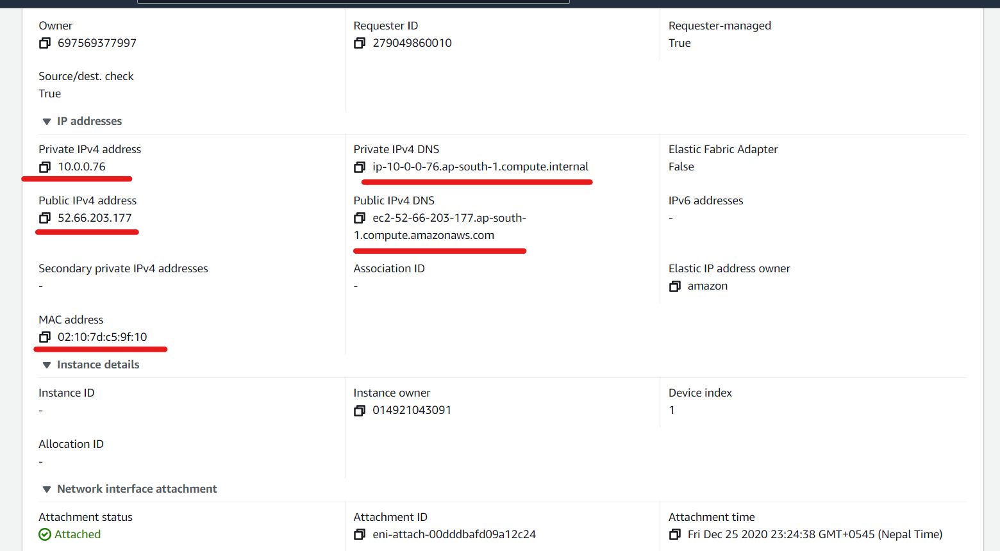 Owner
697569377997
Requester ID
279049860010
Requester-managed
True
Source/dest. check
True
IP addresses
Private IPv4 address
10.0.0.76
Private IPv4 DNS
ip-10-0-0-76.ap-south-1.compute.internal
Elastic Fabric Adapter
False
Public IPv4 address
52.66.203.177
Public IPv4 DNS
ec2-52-66-203-177.ap-south-
1.compute.amazonaws.com
IPv6 addresses
-
Secondary private IPv4 addresses
-
Association ID
-
Elastic IP address owner
amazon
MAC address
02:10:7d:c5:9f:10
Instance details
Instance ID
-
Instance owner
014921043091
Device index
1
Allocation ID
-
Network interface attachment
Attachment status
Attached
Attachment ID
eni-attach-00dddbafd09a12c24
Attachment time
Fri Dec 25 2020 23:24:38 GMT+0545 (Nepal Time)